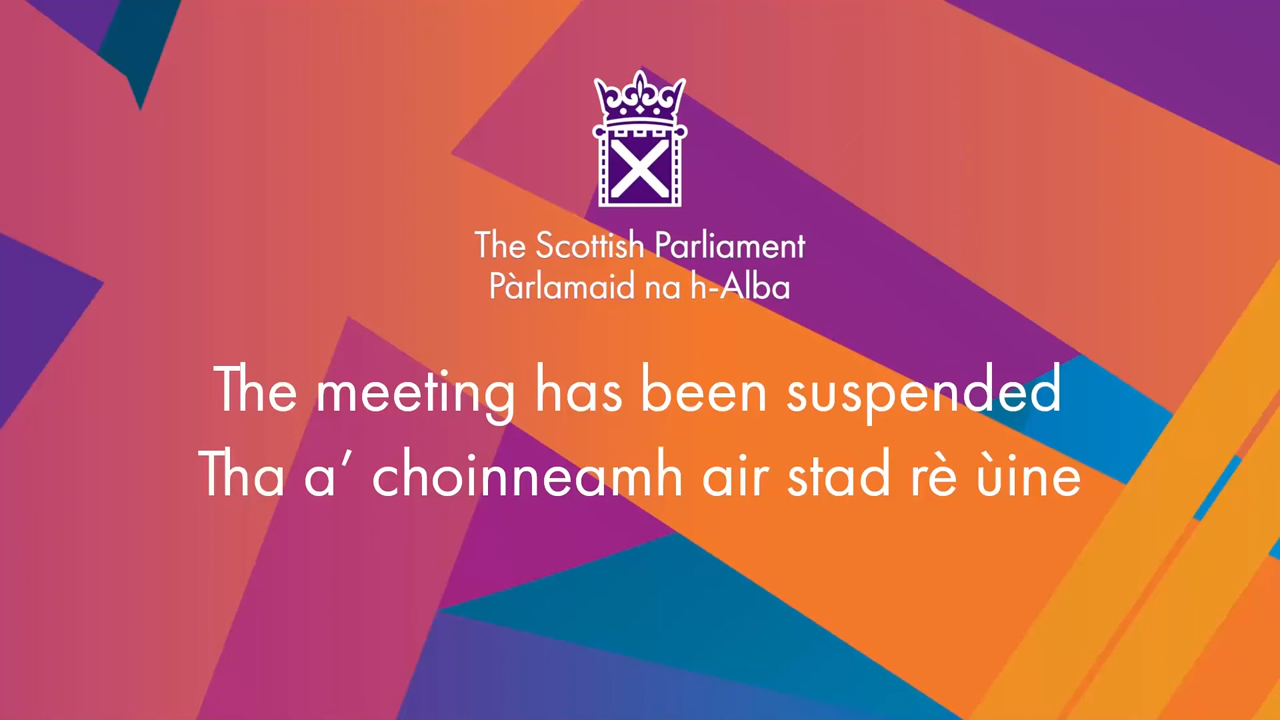 The Scottish Parliament
Pàrlamaid na h-Alba
The meeting has been suspended
Tha a’ choinneamh air stad rè ùine